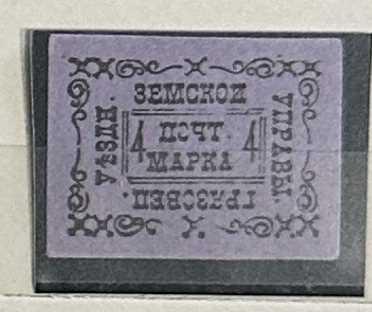 ЗЕМСКОЙ
УѢЗДН.
4 ПОЧТ. 4
МАРКА
УПРАВЫ.
ГРЯЗОВЕЦ.